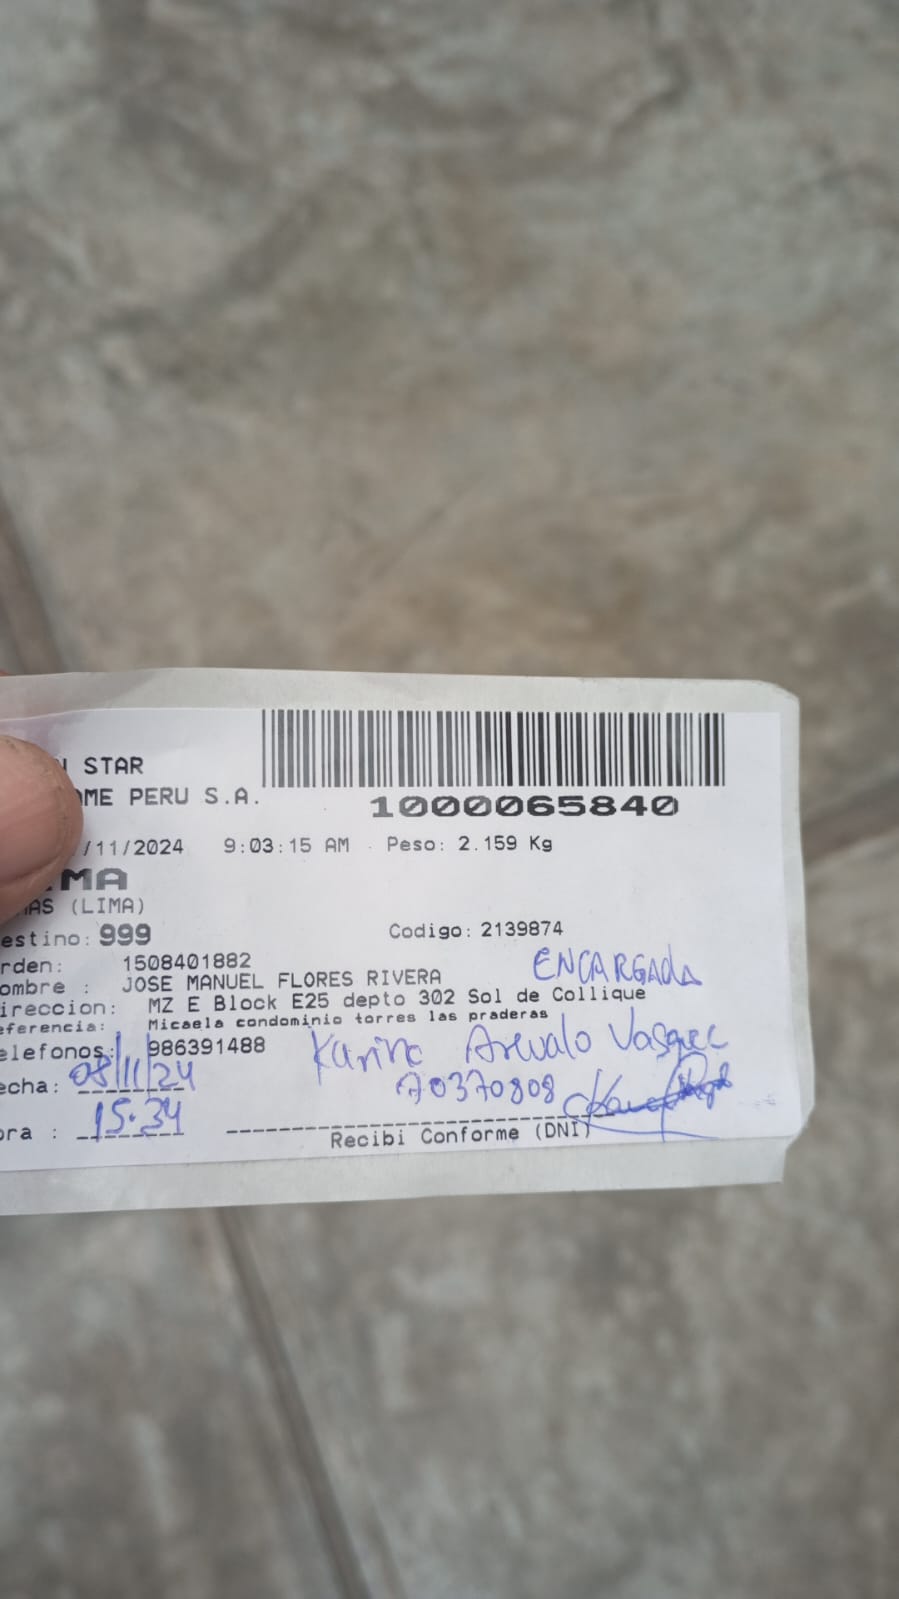 STAR
OME PERU S.A.
1000065840
/11/2024 9:03:15 AM Peso: 2.159 Kg
MA
AS (LIMA)
estino: 999 Codigo: 2139874
rden: 1508401882
ombre : JOSE MANUEL FLORES RIVERA ENCARGADA
ireccion: MZ E Block E25 depto 302 Sol de Collique
eferencia: Micaela condominio torres las praderas
elefonos: 986391488 Karina Arevalo Vasquez
echa: 08/11/24 70370808
ora : 15:34
Recibi Conforme (DNI)